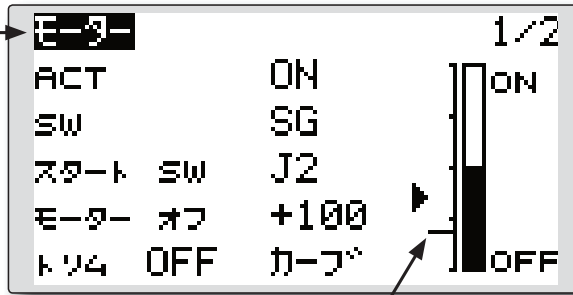 モーター 1/2
ACT ON
SW SG
スタート SW J2
モーター オフ +100
トリム OFF カーブ
ON
OFF